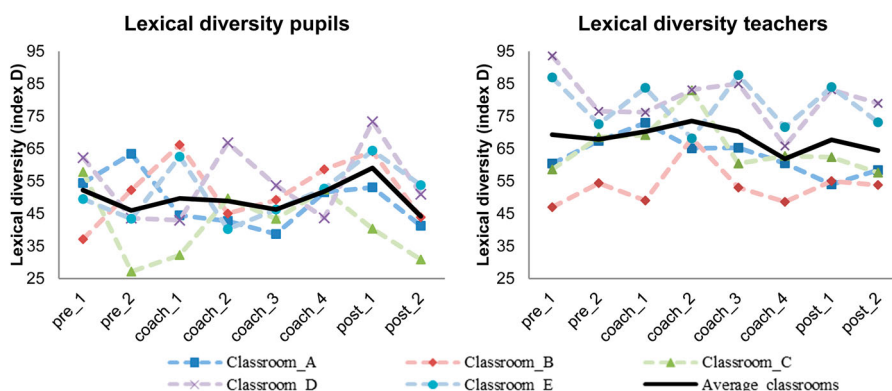 Lexical diversity pupils
Lexical diversity (index D)
95
85
75
65
55
45
35
25
pre_1
pre_2
coach_1
coach_2
coach_3
coach_4
post_1
post_2
Lexical diversity teachers
Lexical diversity (index D)
95
85
75
65
55
45
35
25
pre_1
pre_2
coach_1
coach_2
coach_3
coach_4
post_1
post_2
Classroom_A
Classroom_B
Classroom_C
Classroom_D
Classroom_E
Average classrooms